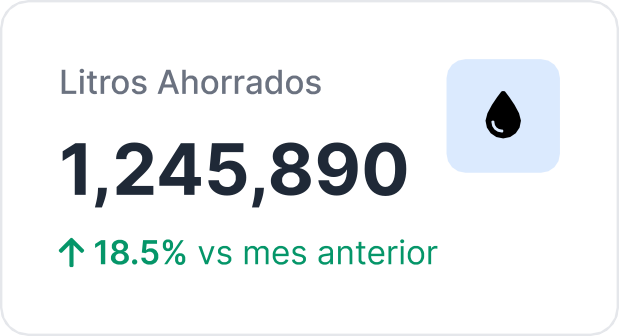 Litros Ahorrados
1,245,890
↑ 18.5% vs mes anterior